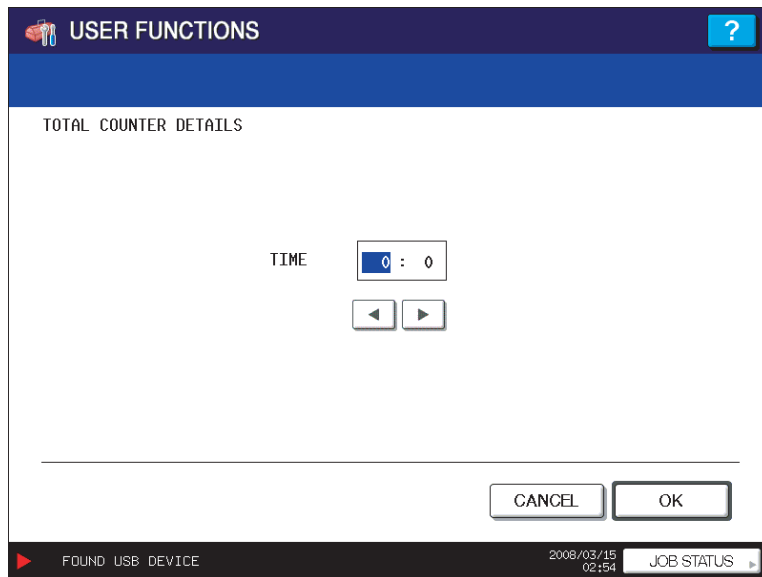 USER FUNCTIONS
?
TOTAL COUNTER DETAILS
TIME
0 : 0
CANCEL
OK
FOUND USB DEVICE
2008/03/15
02:54
JOB STATUS